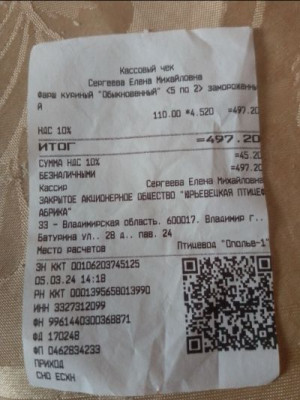 Кассовый чек
Сергеева Елена Михайловна
Фарш куриный "Обыкновенный" <5 по 2> замороженны
й
110.00 *4.520 =497.20
НДС 10%
ИТОГ =497.20
СУММА НДС 10% =45.20
БЕЗНАЛИЧНЫМИ =497.20
Кассир Сергеева Елена Михайловна
ЗАКРЫТОЕ АКЦИОНЕРНОЕ ОБЩЕСТВО "ЮРЬЕВЕЦКАЯ ПТИЦЕФ
АБРИКА"
33 - Владимирская область, 600017, Владимир г.,
Батурина ул., 28 д., пав. 24
Место расчетов Птицевод "Ополье-1"
ЗН ККТ 00106203745125
05.03.24 14:18
РН ККТ 0001395658013990
ИНН 3327312099
ФН 9961440300368871
ФД 170248
ФП 0462834233
ПРИХОД
СНО ЕСХН